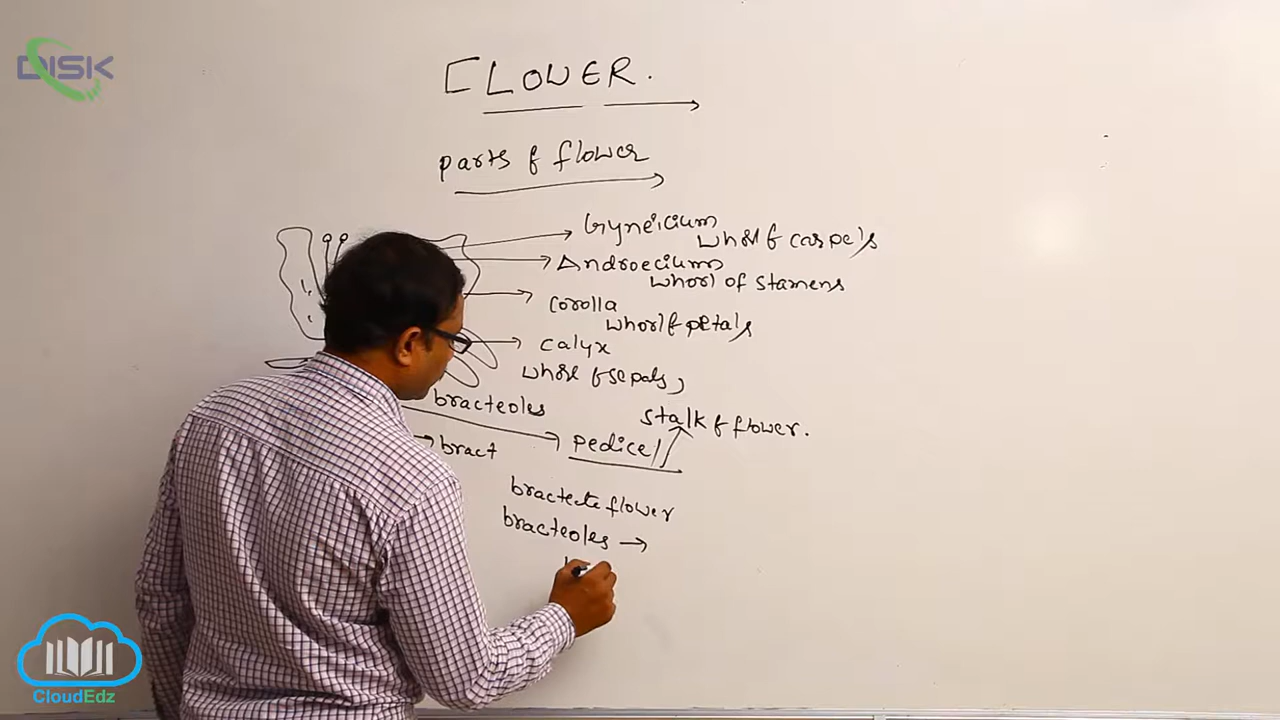 DISK
FLOWER.
parts of flower
Gyneicium
whorl of carpels
Androecium
whorl of stamens
corolla
whorl of petals
calyx
whorl of sepals,
bracteoles
stalk of flower.
pedicel
bract
bracteate flower
bracteoles →
CloudEdz